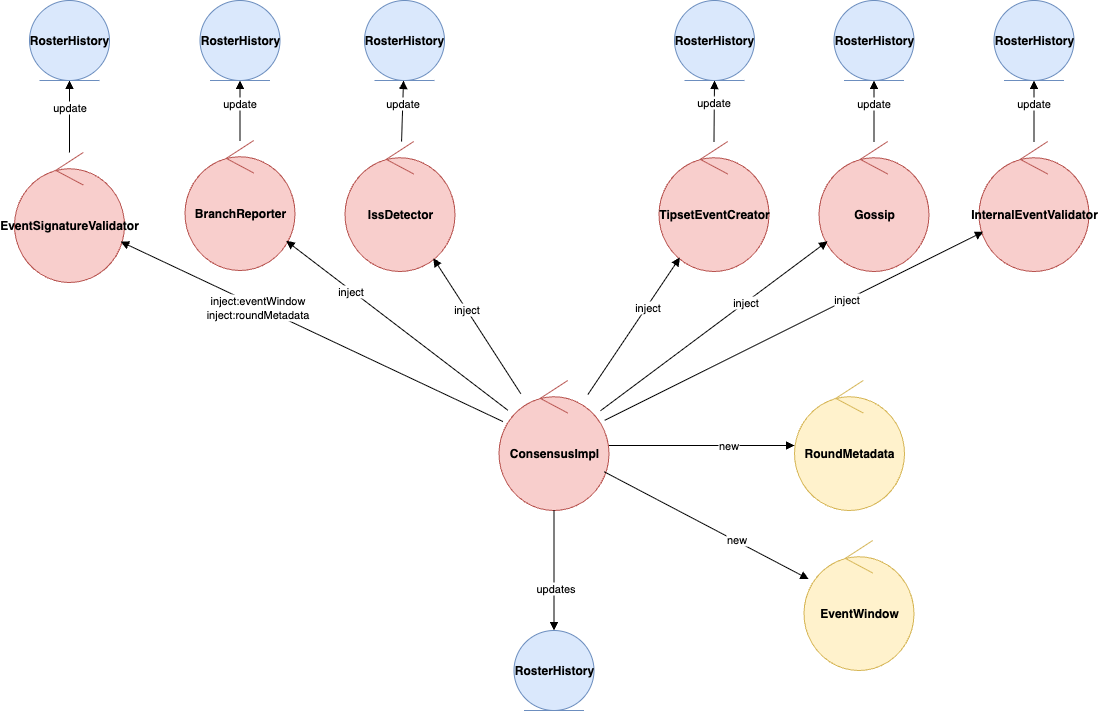 RosterHistory
RosterHistory
RosterHistory
RosterHistory
RosterHistory
RosterHistory
update
update
update
update
update
update
EventSignatureValidator
BranchReporter
IssDetector
TipsetEventCreator
Gossip
InternalEventValidator
inject:eventWindow
inject:roundMetadata
inject
inject
inject
inject
inject
ConsensusImpl
new
RoundMetadata
new
EventWindow
updates
RosterHistory